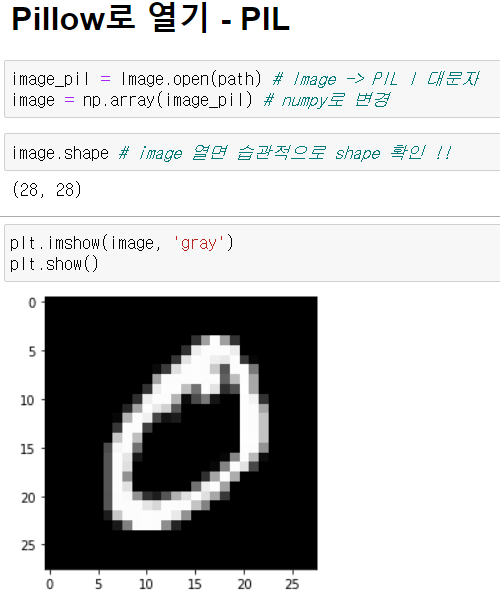 Pillow로 열기 - PIL
image_pil = Image.open(path) # Image -> PIL I 대문자
image = np.array(image_pil) # numpy로 변경
image.shape # image 열면 습관적으로 shape 확인 !!
(28, 28)
plt.imshow(image, 'gray')
plt.show()
0
5
10
15
20
25
0 5 10 15 20 25